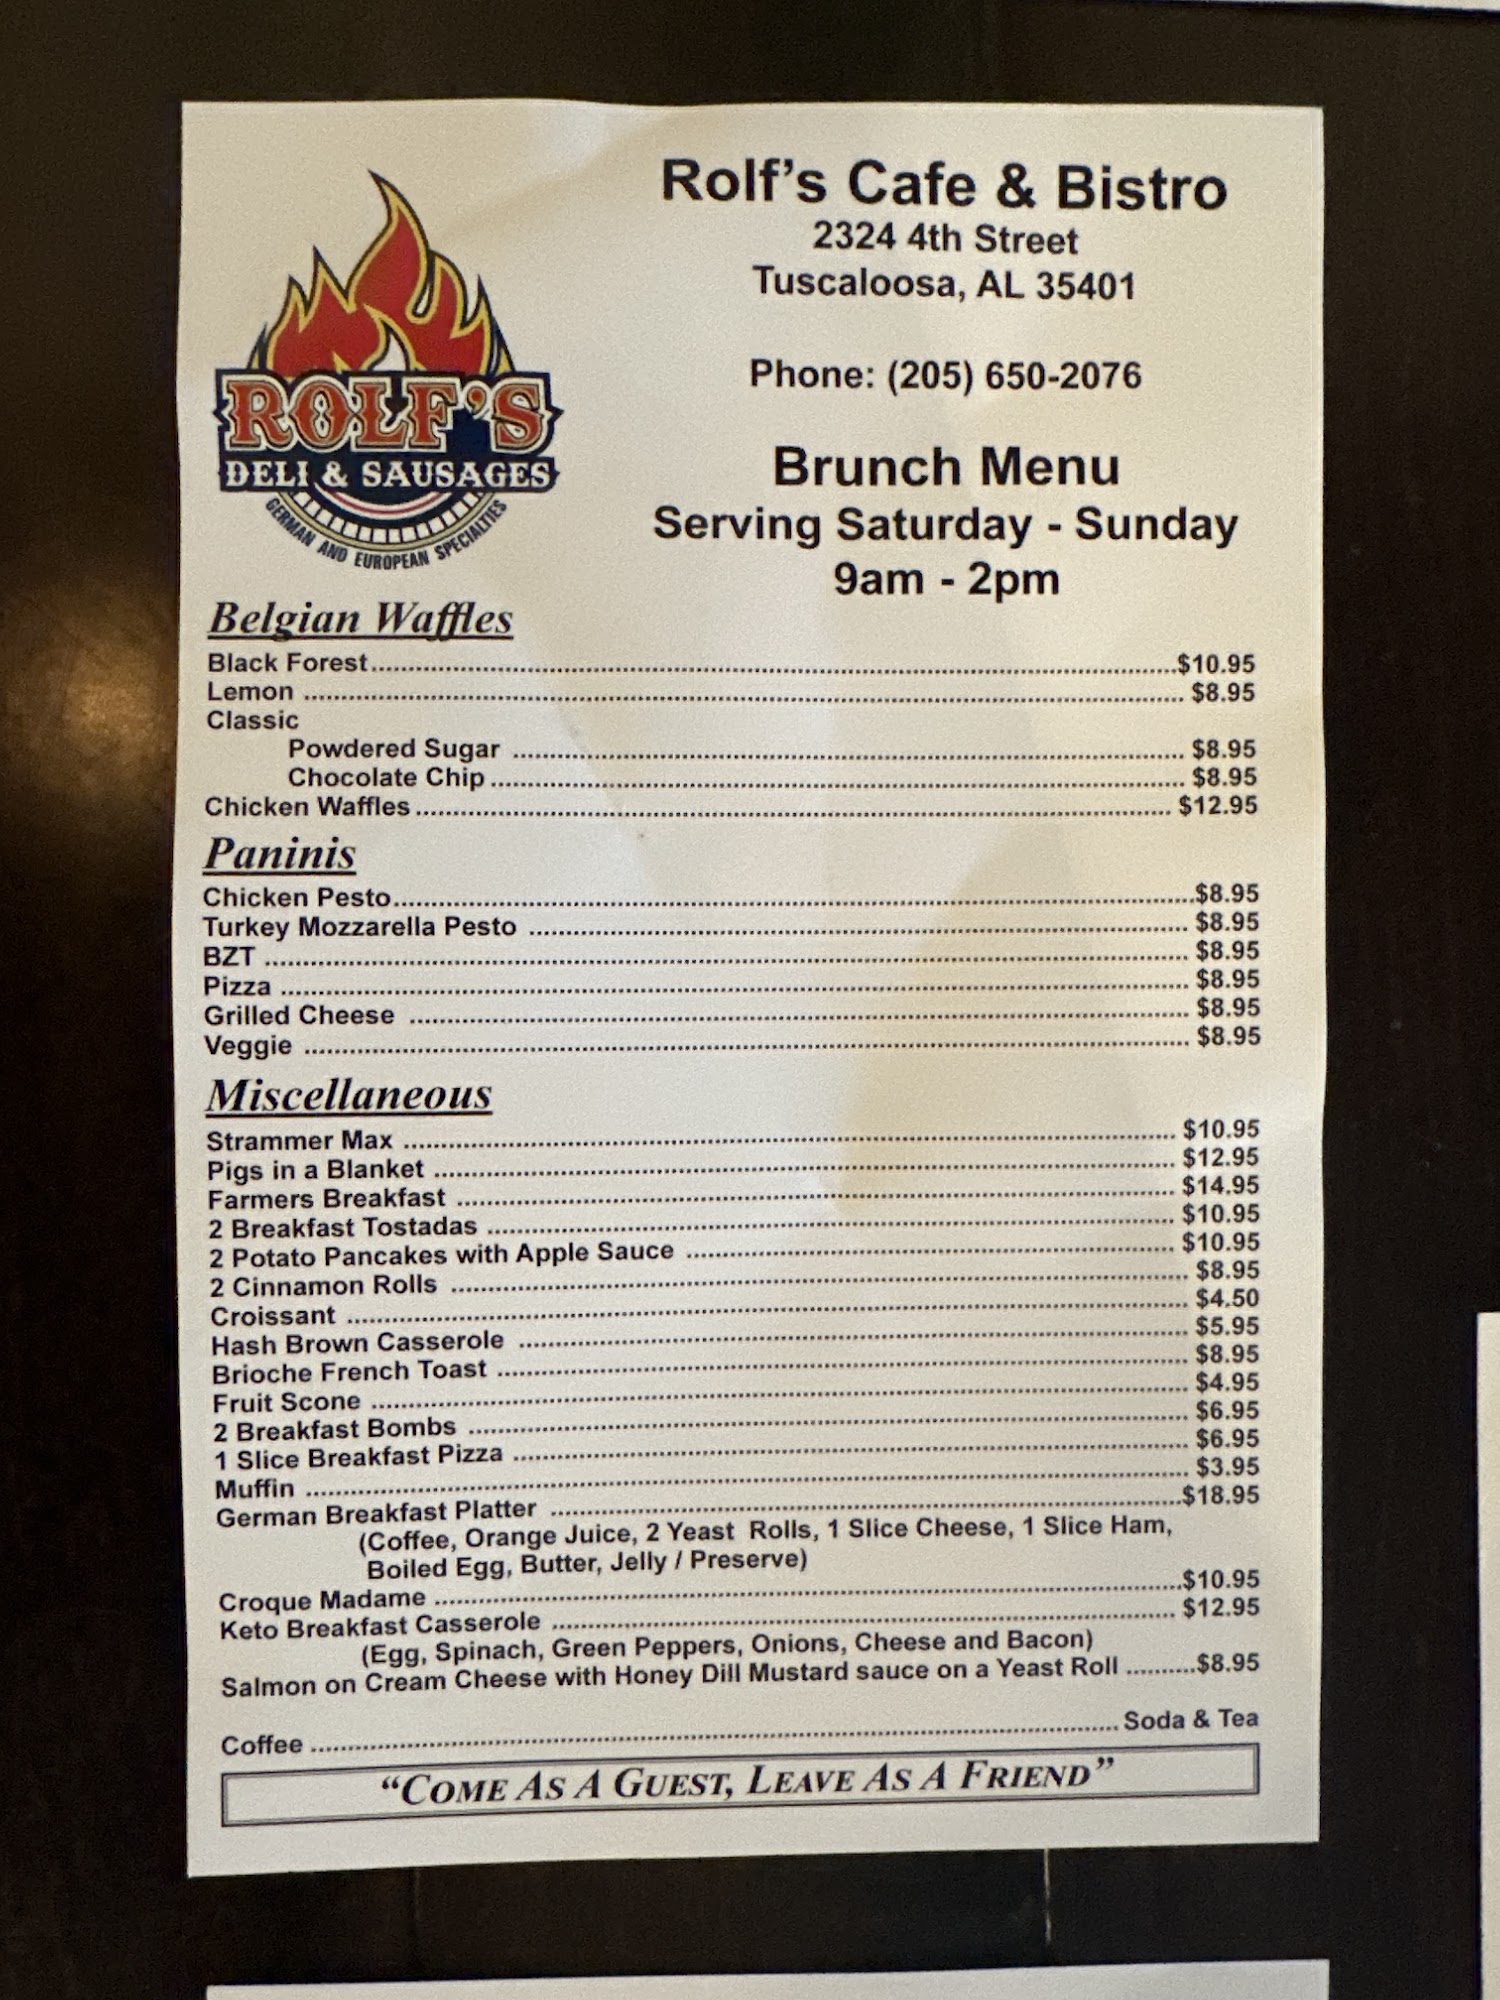 ROLF'S
DELI & SAUSAGES
GERMAN AND EUROPEAN SPECIALTIES
Rolf's Cafe & Bistro
2324 4th Street
Tuscaloosa, AL 35401
Phone: (205) 650-2076
Brunch Menu
Serving Saturday - Sunday
9am - 2pm
Belgian Waffles
Black Forest $10.95
Lemon $8.95
Classic
Powdered Sugar $8.95
Chocolate Chip $8.95
Chicken Waffles $12.95
Paninis
Chicken Pesto $8.95
Turkey Mozzarella Pesto $8.95
BZT $8.95
Pizza $8.95
Grilled Cheese $8.95
Veggie $8.95
Miscellaneous
Strammer Max $10.95
Pigs in a Blanket $12.95
Farmers Breakfast $14.95
2 Breakfast Tostadas $10.95
2 Potato Pancakes with Apple Sauce $10.95
2 Cinnamon Rolls $8.95
Croissant $4.50
Hash Brown Casserole $5.95
Brioche French Toast $8.95
Fruit Scone $4.95
2 Breakfast Bombs $6.95
1 Slice Breakfast Pizza $6.95
Muffin $3.95
German Breakfast Platter $18.95
(Coffee, Orange Juice, 2 Yeast Rolls, 1 Slice Cheese, 1 Slice Ham,
Boiled Egg, Butter, Jelly / Preserve)
Croque Madame $10.95
Keto Breakfast Casserole $12.95
(Egg, Spinach, Green Peppers, Onions, Cheese and Bacon)
Salmon on Cream Cheese with Honey Dill Mustard sauce on a Yeast Roll $8.95
Coffee Soda & Tea
"COME AS A GUEST, LEAVE AS A FRIEND"